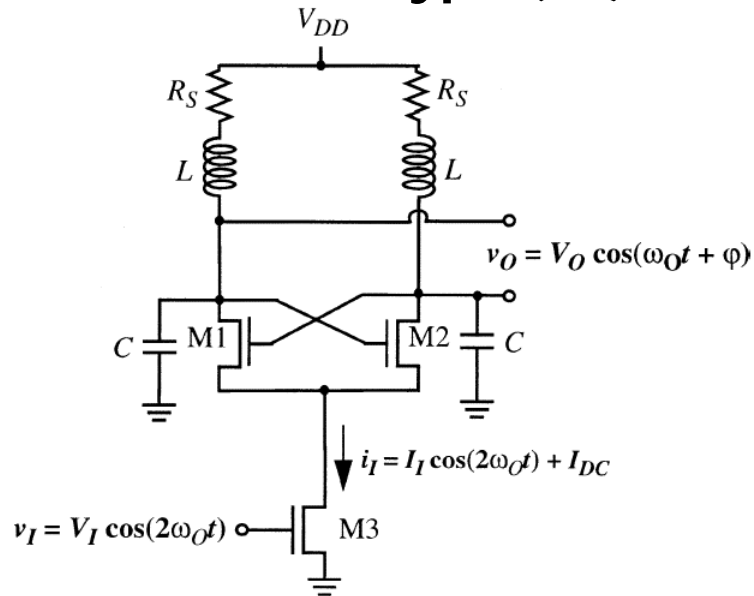 V_DD
R_S R_S
L L
v_O = V_O cos(ω_O t + φ)
C M1 M2 C
i_I = I_I cos(2ω_O t) + I_DC
v_I = V_I cos(2ω_O t) M3